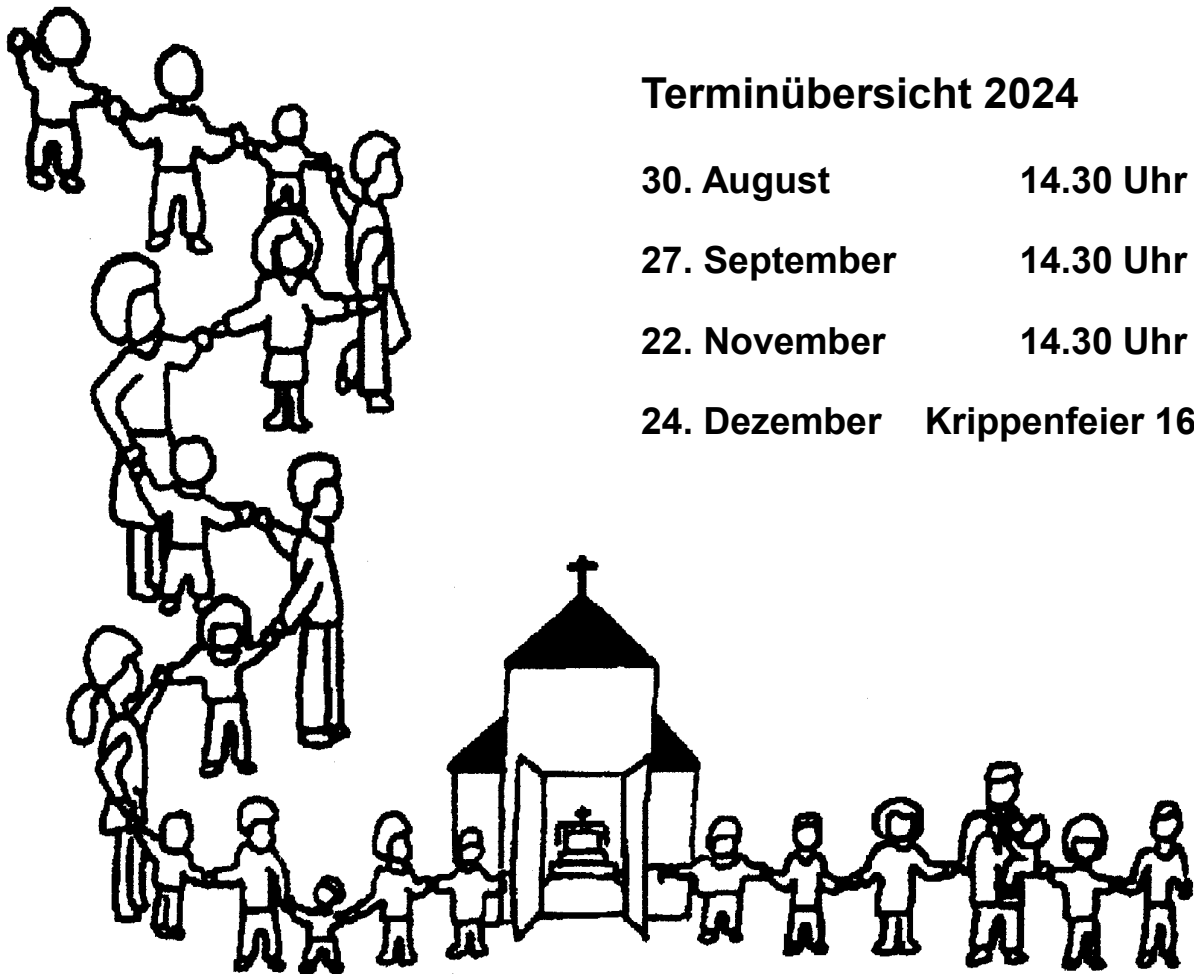 Terminübersicht 2024
30. August 14.30 Uhr
27. September 14.30 Uhr
22. November 14.30 Uhr
24. Dezember Krippenfeier 16